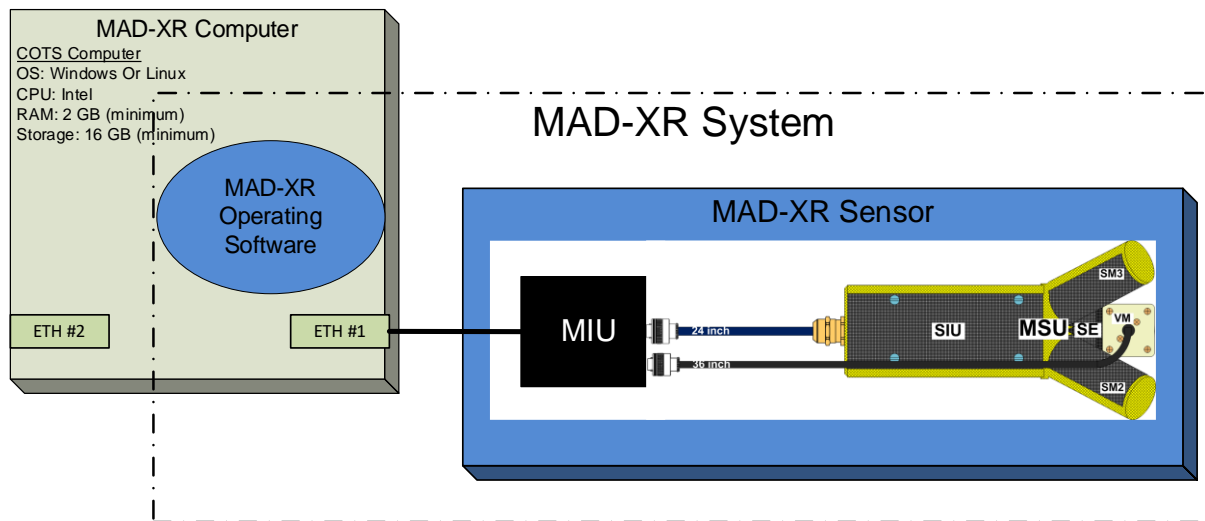 MAD-XR Computer
COTS Computer
OS: Windows Or Linux
CPU: Intel
RAM: 2 GB (minimum)
Storage: 16 GB (minimum)
MAD-XR System
MAD-XR
Operating
Software
MAD-XR Sensor
ETH #2
ETH #1
MIU
24 inch
36 inch
SIU
MSU
SE
VM
SM3
SM2